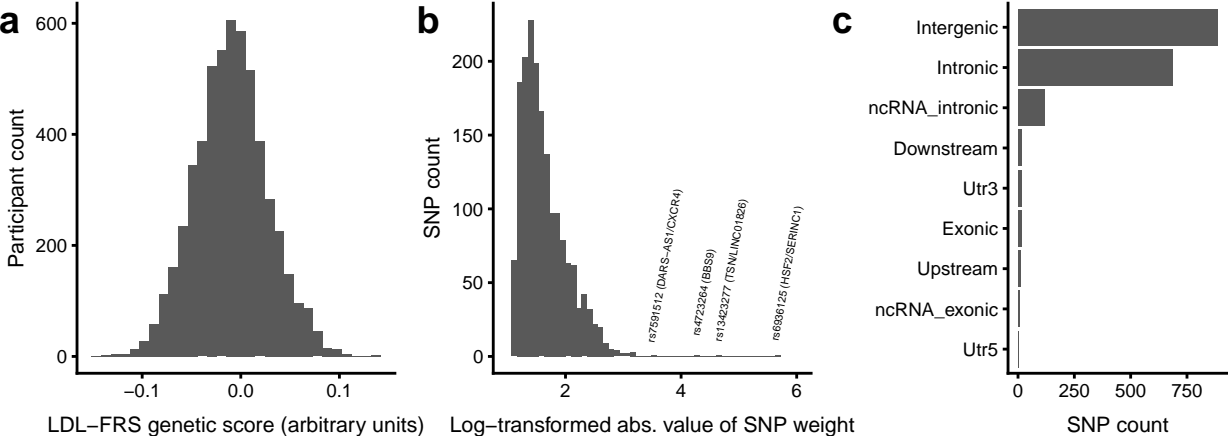 a
600
400
200
0
Participant count
−0.1
0.0
0.1
LDL−FRS genetic score (arbitrary units)
b
200
150
100
50
0
SNP count
rs7591512 (DARS−AS1/CXCR4)
rs4723264 (BBS9)
rs13423277 (TSN/LINC01826)
rs6936125 (HSF2/SERINC1)
2
4
6
Log−transformed abs. value of SNP weight
c
Intergenic
Intronic
ncRNA_intronic
Downstream
Utr3
Exonic
Upstream
ncRNA_exonic
Utr5
0
250
500
750
SNP count